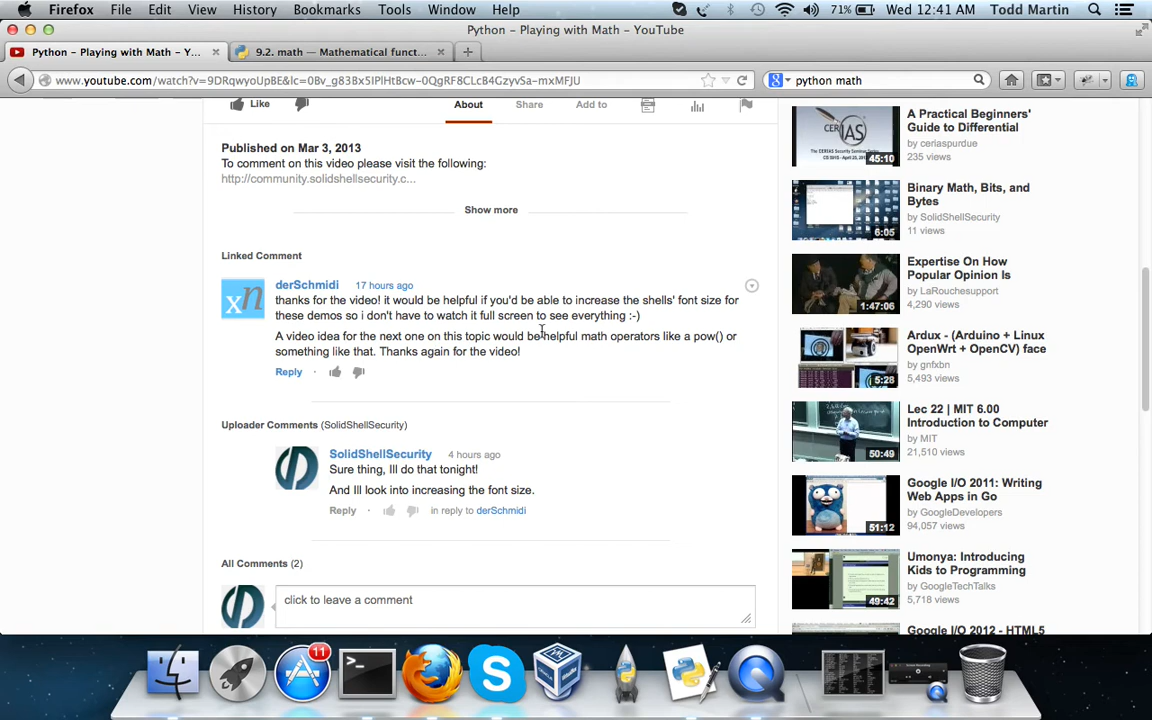 Firefox File Edit View History Bookmarks Tools Window Help 71% Wed 12:41 AM Todd Martin
Python - Playing with Math - YouTube
Python - Playing with Math - Y... 9.2. math — Mathematical funct...
www.youtube.com/watch?v=9DRqwyoUpBE&lc=0Bv_g83Bx5IPlHtBcw-0QgRF8CLcB4GzyvSa-mxMFJU python math
Like About Share Add to
Published on Mar 3, 2013
To comment on this video please visit the following:
http://community.solidshellsecurity.c...
Show more
Linked Comment
derSchmidi 17 hours ago
thanks for the video! it would be helpful if you'd be able to increase the shells' font size for
these demos so i don't have to watch it full screen to see everything :-)
A video idea for the next one on this topic would be helpful math operators like a pow() or
something like that. Thanks again for the video!
Reply ·
Uploader Comments (SolidShellSecurity)
SolidShellSecurity 4 hours ago
Sure thing, Ill do that tonight!
And Ill look into increasing the font size.
Reply · in reply to derSchmidi
All Comments (2)
click to leave a comment
A Practical Beginners'
Guide to Differential
by ceriaspurdue
235 views
CERIAS
45:10
Binary Math, Bits, and
Bytes
by SolidShellSecurity
11 views
6:05
Expertise On How
Popular Opinion Is
by LaRouchesupport
4,290 views
1:47:06
Ardux - (Arduino + Linux
OpenWrt + OpenCV) face
by gnfxbn
5,493 views
5:28
Lec 22 | MIT 6.00
Introduction to Computer
by MIT
21,510 views
50:49
Google I/O 2011: Writing
Web Apps in Go
by GoogleDevelopers
94,057 views
51:12
Umonya: Introducing
Kids to Programming
by GoogleTechTalks
5,718 views
49:42
Google I/O 2012 - HTML5
11